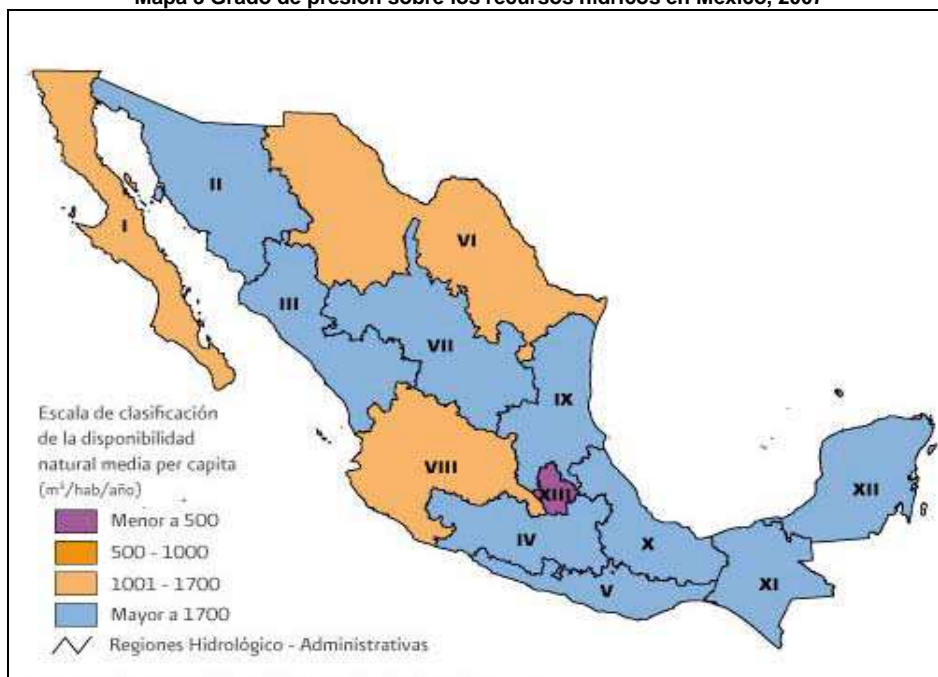 Mapa 8 Grado de presión sobre los recursos hídricos en México, 2007
I
II
III
VI
VII
IX
VIII
XIII
IV
V
X
XI
XII
Escala de clasificación
de la disponibilidad
natural media per capita
(m³/hab/año)
Menor a 500
500 - 1000
1001 - 1700
Mayor a 1700
Regiones Hidrológico - Administrativas